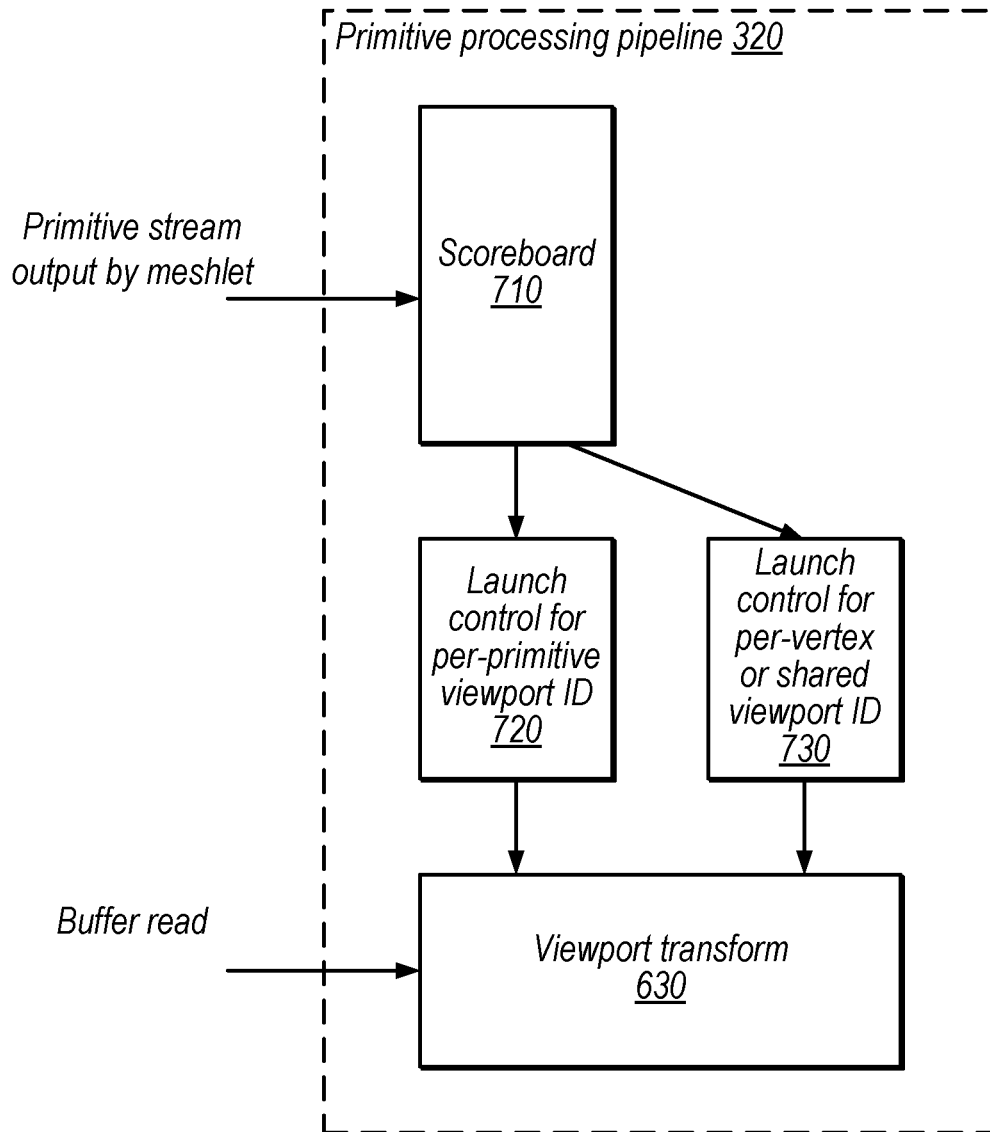 Primitive processing pipeline 320
Primitive stream
output by meshlet
Scoreboard
710
Launch
control for
per-primitive
viewport ID
720
Launch
control for
per-vertex
or shared
viewport ID
730
Buffer read
Viewport transform
630